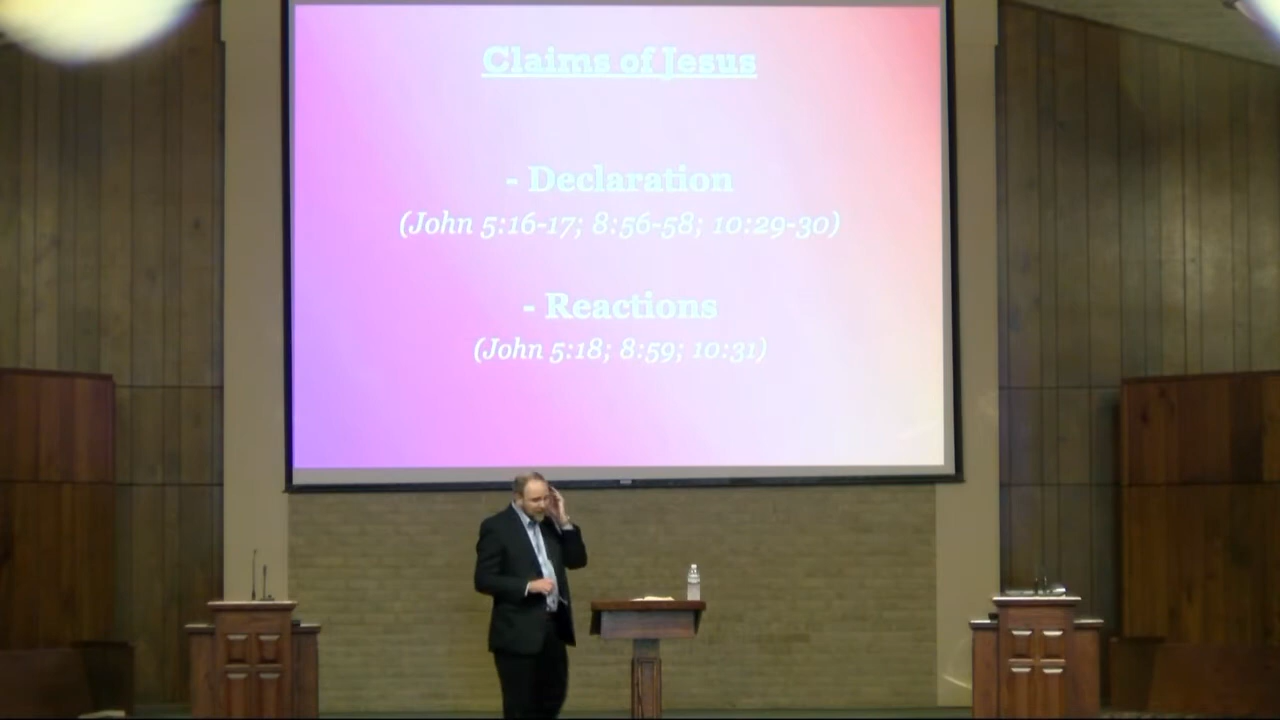 Claims of Jesus
- Declaration
(John 5:16-17; 8:56-58; 10:29-30)
- Reactions
(John 5:18; 8:59; 10:31)